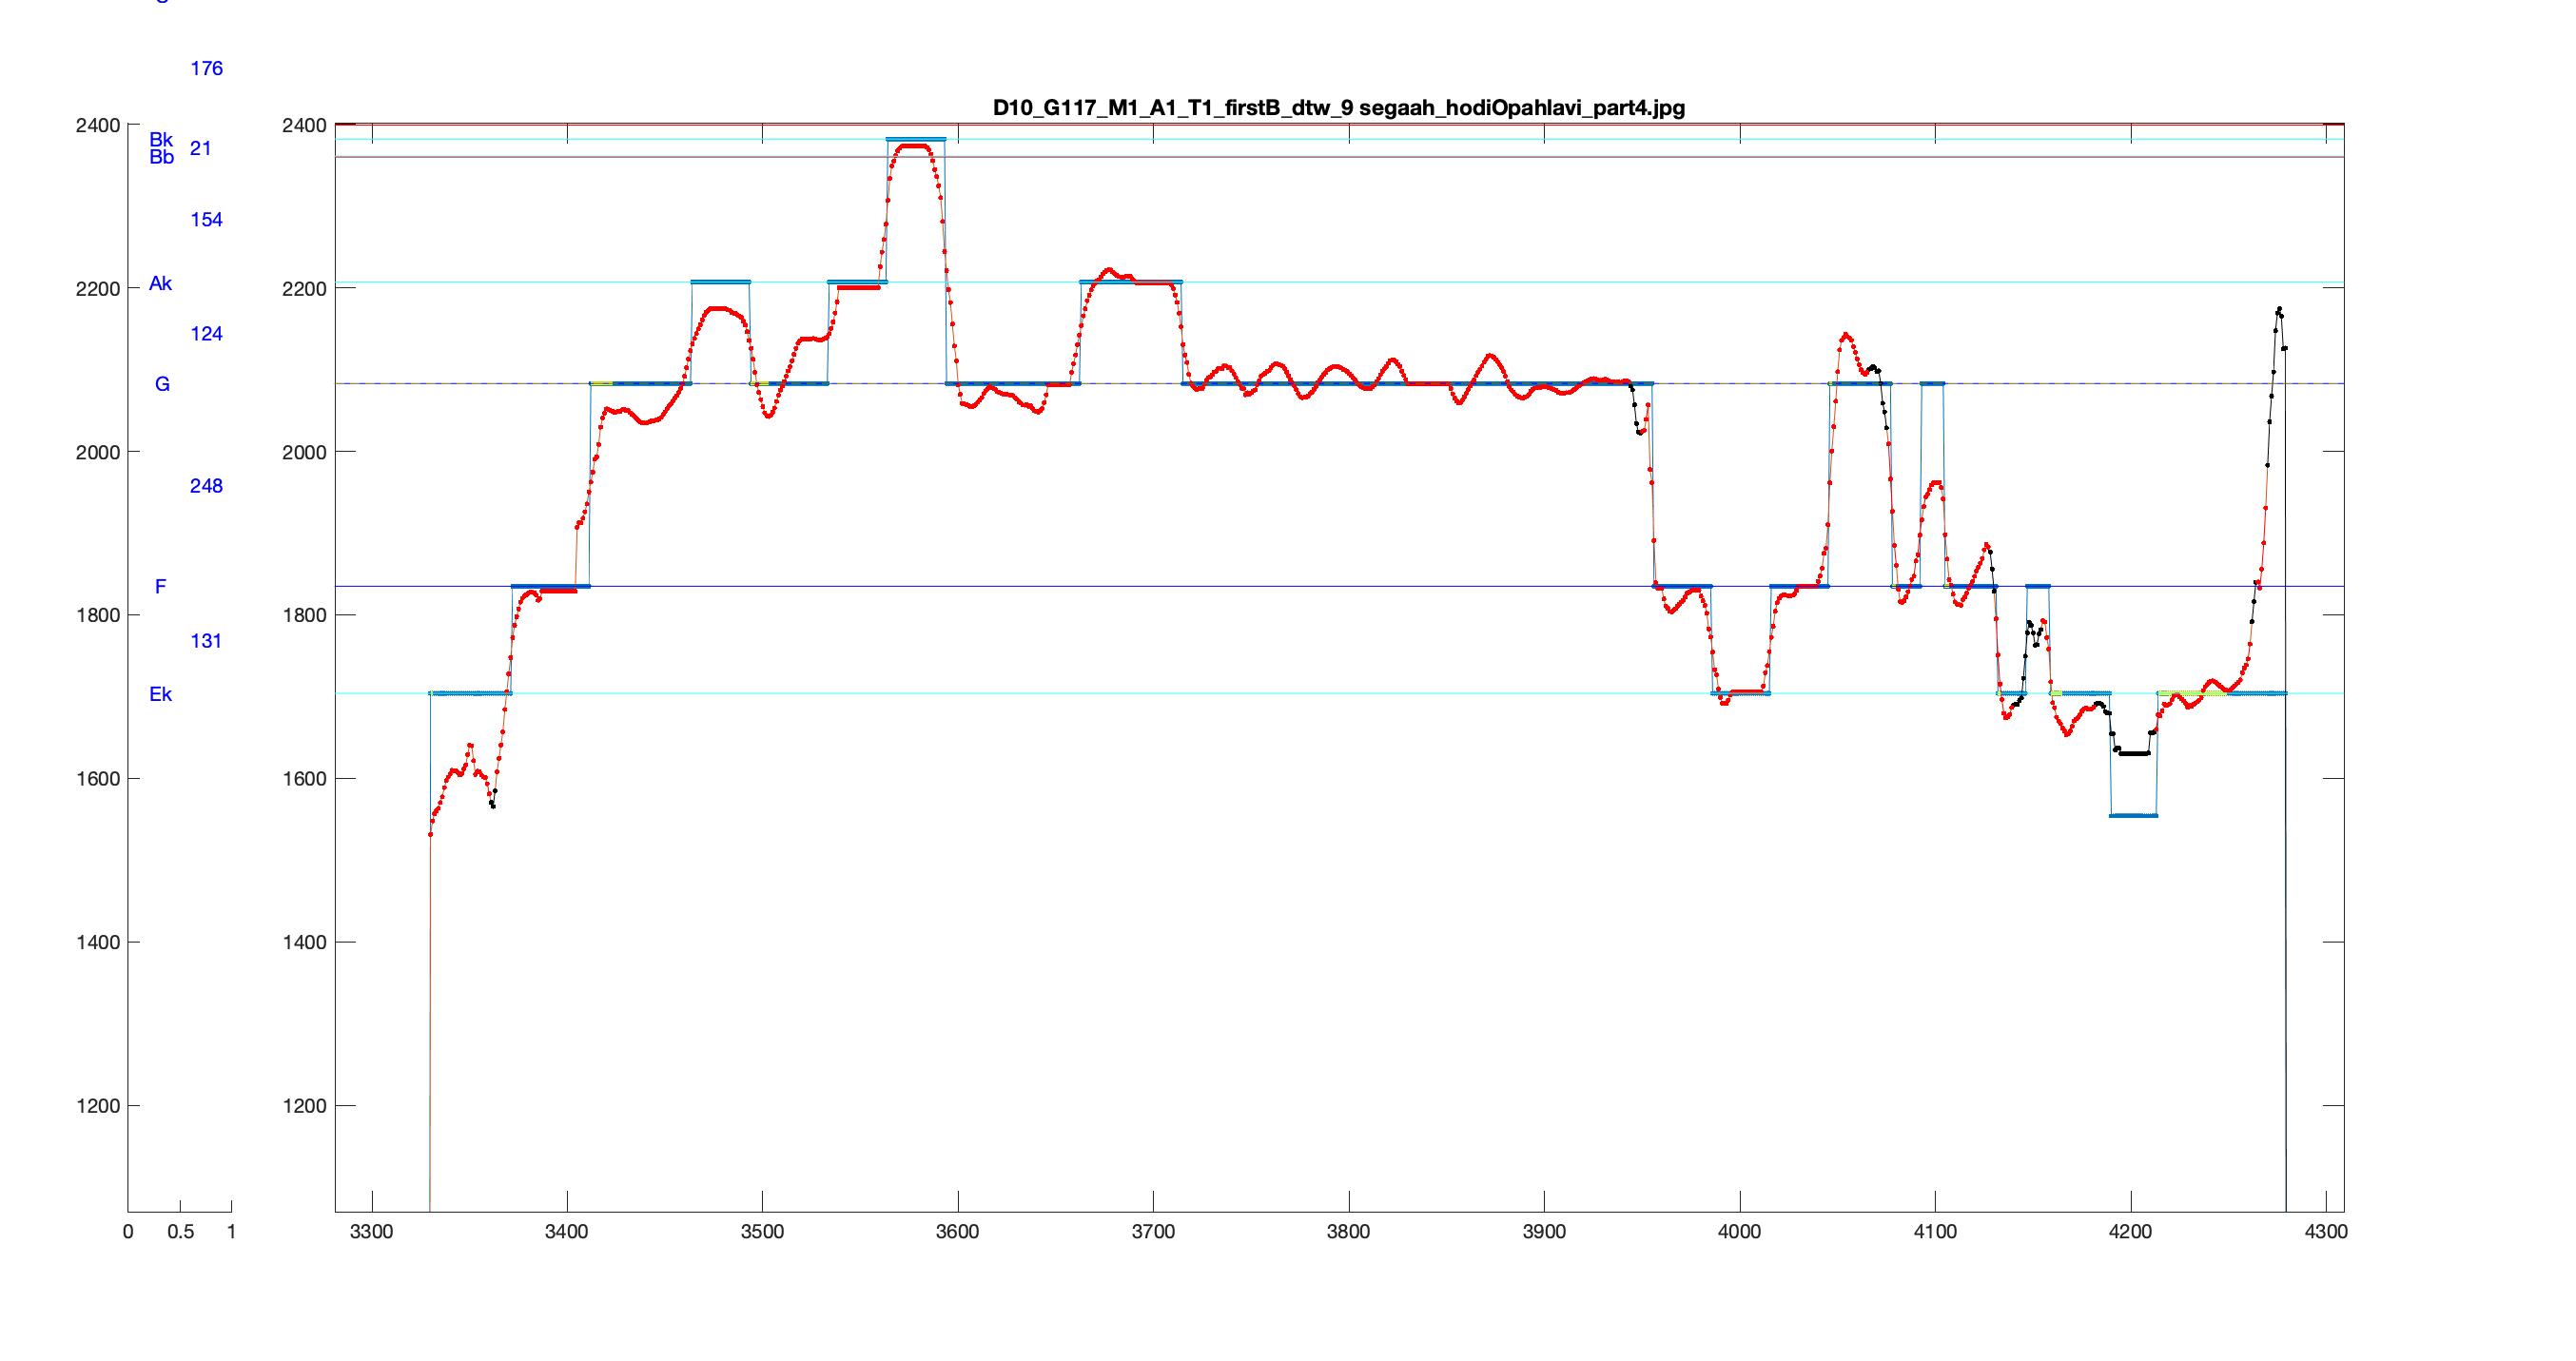 176
D10_G117_M1_A1_T1_firstB_dtw_9 segaah_hodiOpahlavi_part4.jpg
2400 Bk 2400
21
Bb
154
2200 Ak 2200
124
G
2000 2000
248
F
1800 1800
131
Ek
1600 1600
1400 1400
1200 1200
0 0.5 1 3300 3400 3500 3600 3700 3800 3900 4000 4100 4200 4300